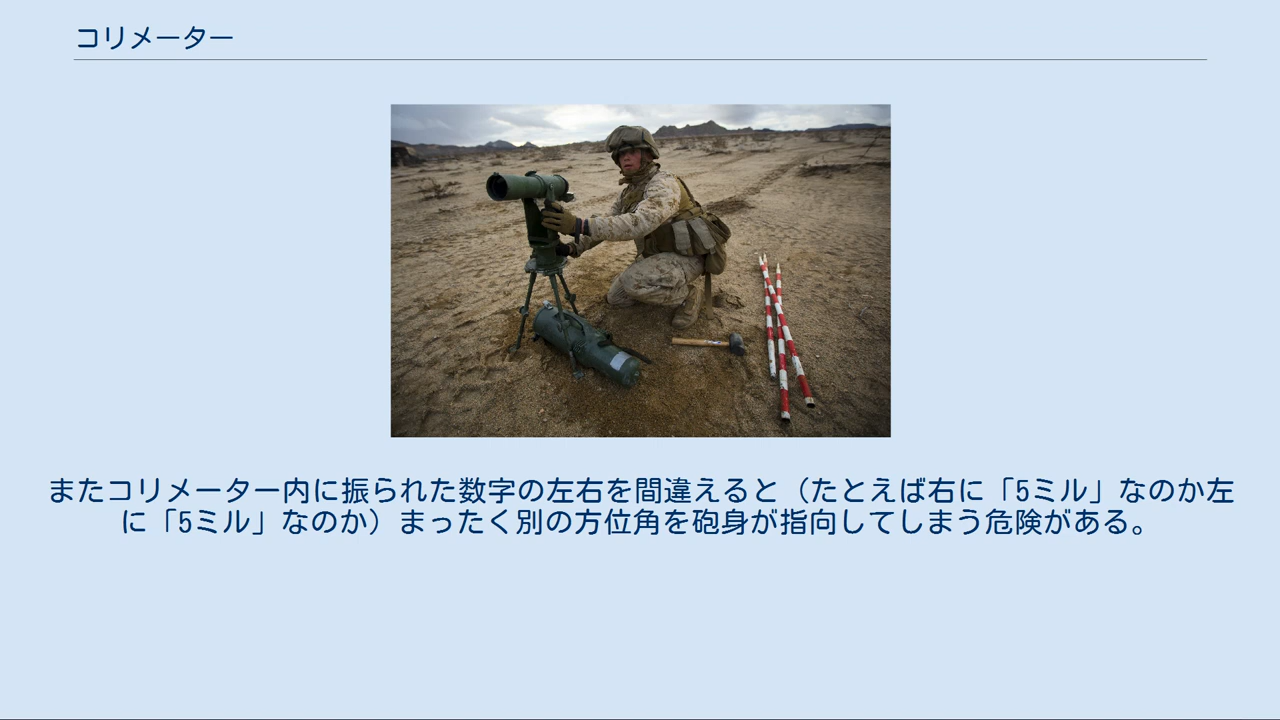 コリメーター
またコリメーター内に振られた数字の左右を間違えると（たとえば右に「5ミル」なのか左
に「5ミル」なのか）まったく別の方位角を砲身が指向してしまう危険がある。